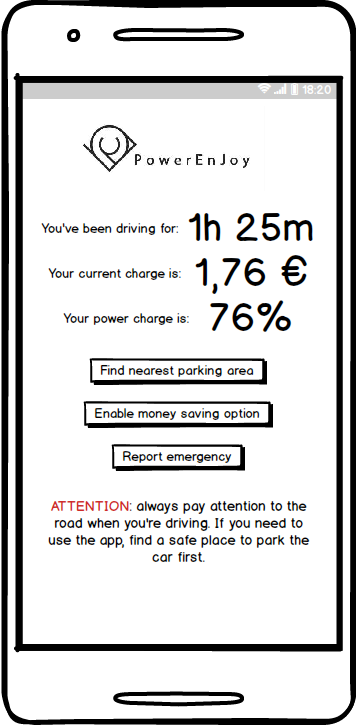 18:20
PowerEnJoy
You've been driving for: 1h 25m
Your current charge is: 1,76 €
Your power charge is: 76%
Find nearest parking area
Enable money saving option
Report emergency
ATTENTION: always pay attention to the
road when you're driving. If you need to
use the app, find a safe place to park the
car first.